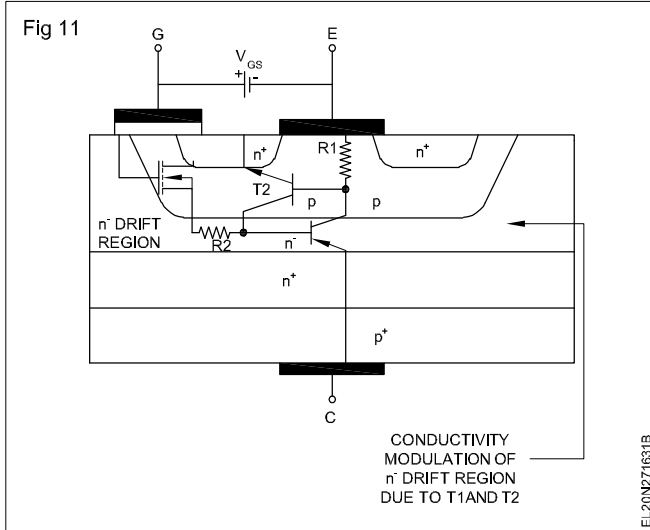 Fig 11
G
E
V GS
+ -
n+
R1
n+
T2
p
p
n- DRIFT
REGION
R2
n-
n+
p+
C
CONDUCTIVITY
MODULATION OF
n- DRIFT REGION
DUE TO T1AND T2
EL20N271631B